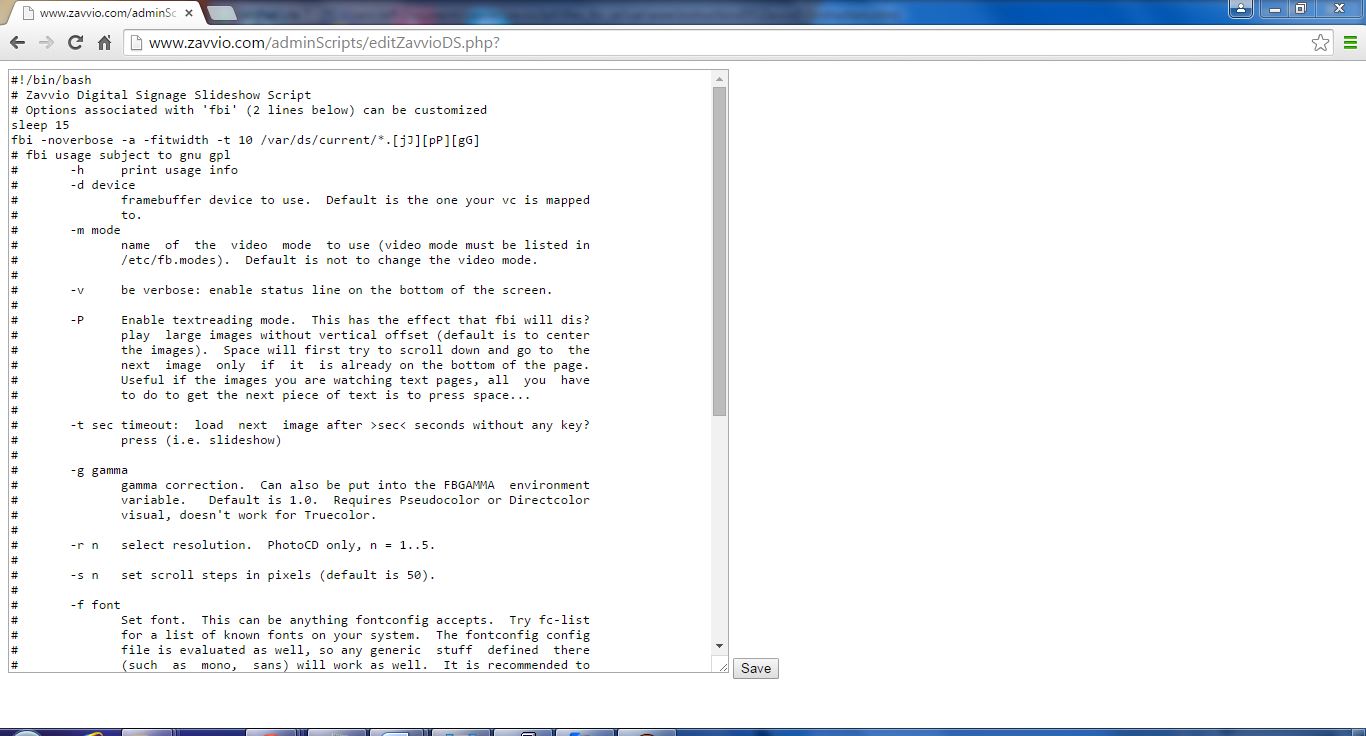 www.zavvio.com/adminSc
www.zavvio.com/adminScripts/editZavvioDS.php?
#!/bin/bash
# Zavvio Digital Signage Slideshow Script
# Options associated with 'fbi' (2 lines below) can be customized
sleep 15
fbi -noverbose -a -fitwidth -t 10 /var/ds/current/*.[jJ][pP][gG]
# fbi usage subject to gnu gpl
#       -h     print usage info
#       -d device
#              framebuffer device to use.  Default is the one your vc is mapped
#              to.
#       -m mode
#              name  of  the  video  mode  to use (video mode must be listed in
#              /etc/fb.modes).  Default is not to change the video mode.
#
#       -v     be verbose: enable status line on the bottom of the screen.
#
#       -P     Enable textreading mode.  This has the effect that fbi will dis?
#              play  large images without vertical offset (default is to center
#              the images).  Space will first try to scroll down and go to  the
#              next  image  only  if  it  is already on the bottom of the page.
#              Useful if the images you are watching text pages, all  you  have
#              to do to get the next piece of text is to press space...
#
#       -t sec timeout:  load  next  image after >sec< seconds without any key?
#              press (i.e. slideshow)
#
#       -g gamma
#              gamma correction.  Can also be put into the FBGAMMA  environment
#              variable.   Default is 1.0.  Requires Pseudocolor or Directcolor
#              visual, doesn't work for Truecolor.
#
#       -r n   select resolution.  PhotoCD only, n = 1..5.
#
#       -s n   set scroll steps in pixels (default is 50).
#
#       -f font
#              Set font.  This can be anything fontconfig accepts.  Try fc-list
#              for a list of known fonts on your system.  The fontconfig config
#              file is evaluated as well, so any generic  stuff  defined  there
#              (such  as  mono,  sans) will work as well.  It is recommended to
Save